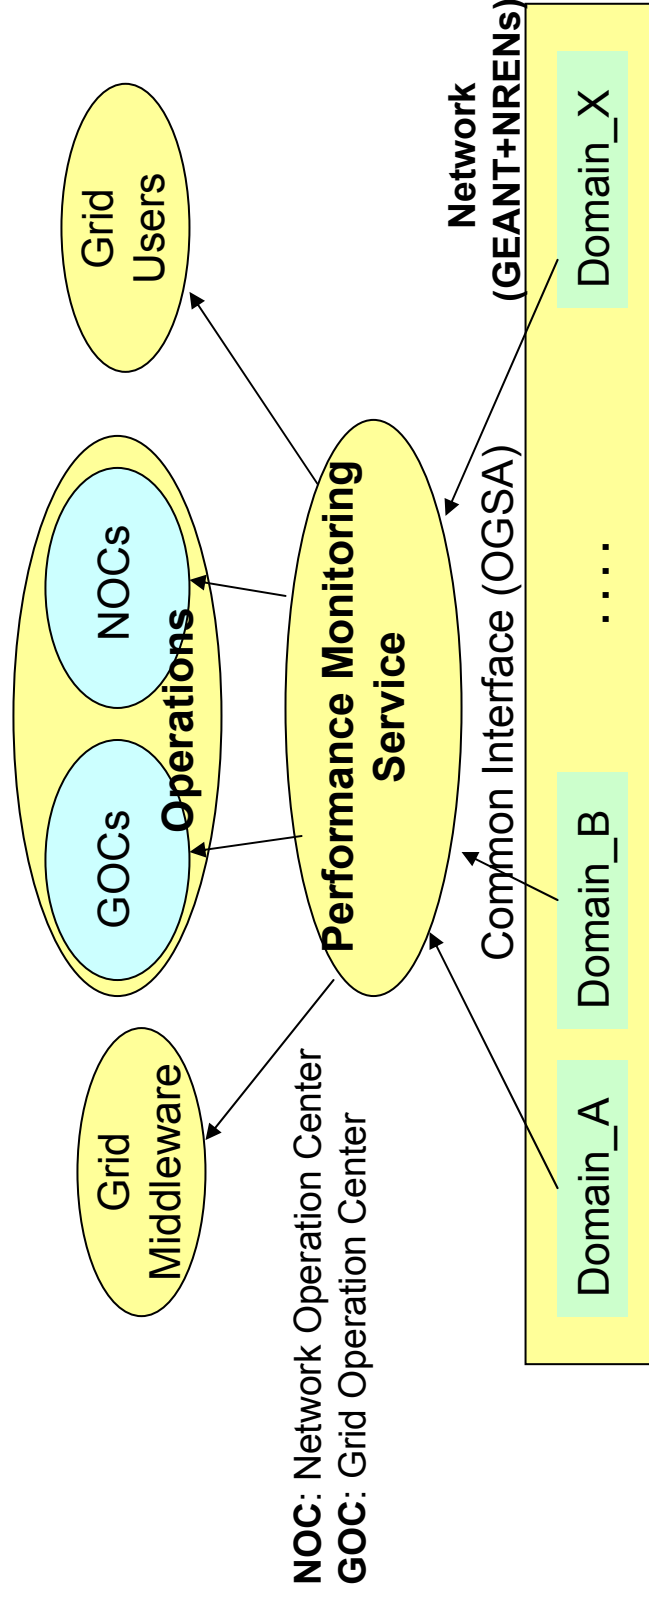 Grid
Middleware
GOCs
NOCs
Operations
Grid
Users
Performance Monitoring
Service
NOC: Network Operation Center
GOC: Grid Operation Center
Network
(GEANT+NRENs)
Common Interface (OGSA)
Domain_A
Domain_B
....
Domain_X